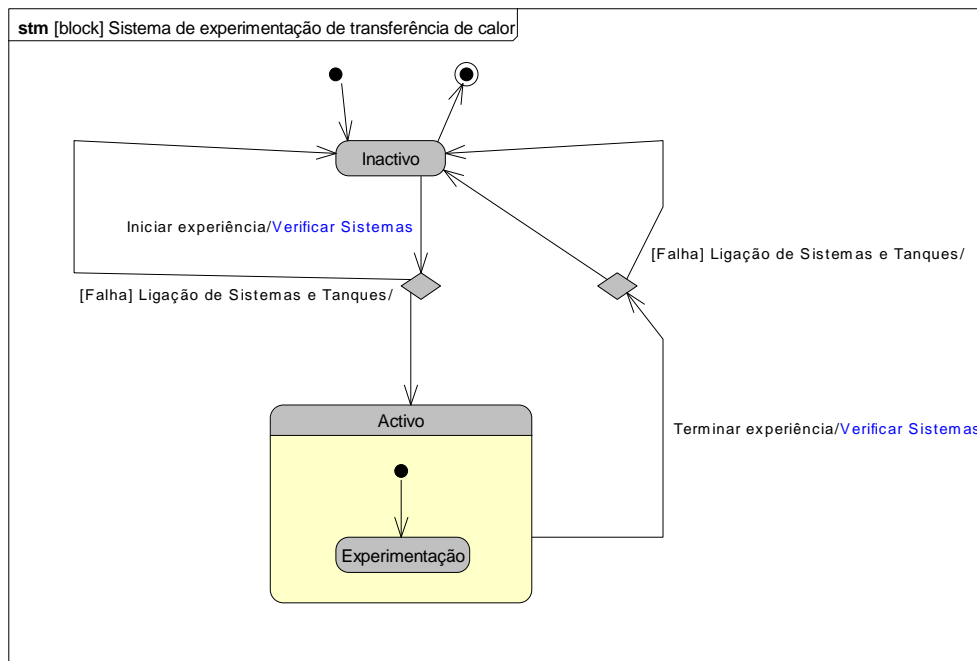 stm [block] Sistema de experimentação de transferência de calor
Inactivo
Iniciar experiência/Verificar Sistemas
[Falha] Ligação de Sistemas e Tanques/
[Falha] Ligação de Sistemas e Tanques/
Activo
Terminar experiência/Verificar Sistemas
Experimentação